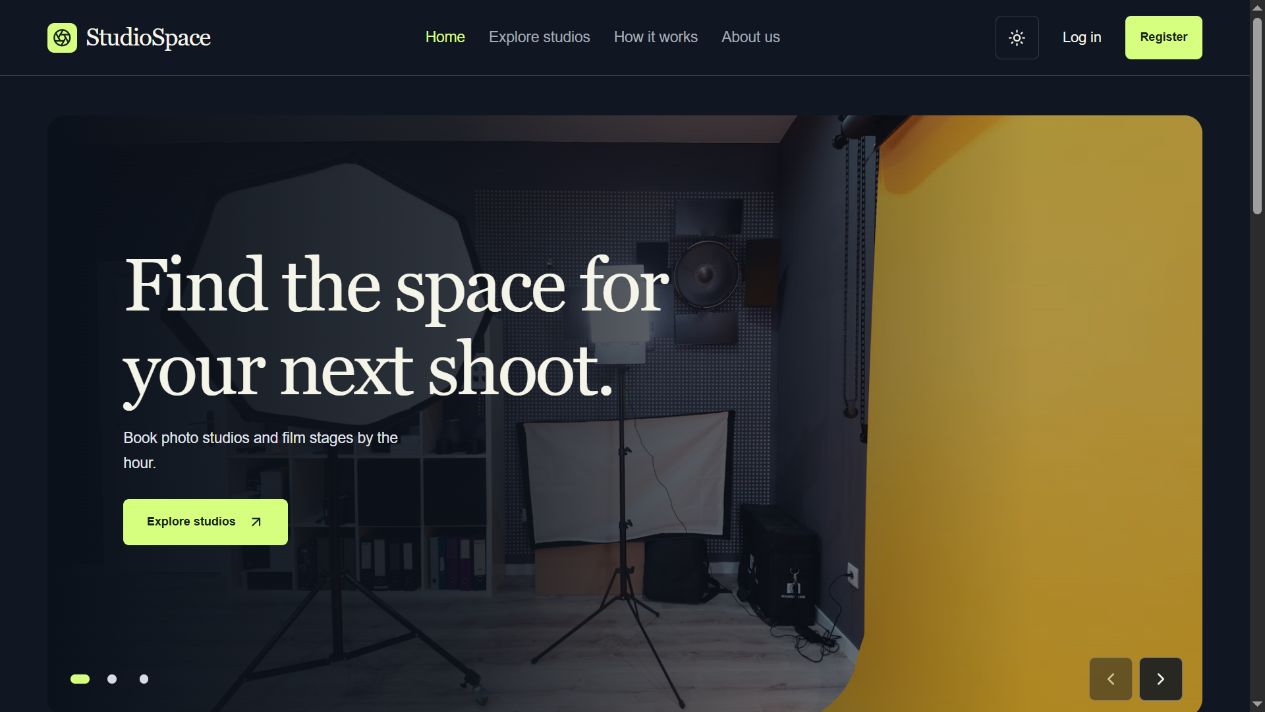 StudioSpace
Home
Explore studios
How it works
About us
Log in
Register
Find the space for
your next shoot.
Book photo studios and film stages by the
hour.
Explore studios